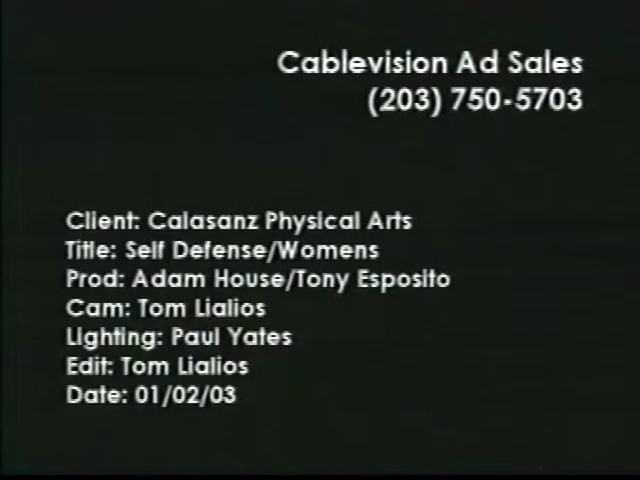 Cablevision Ad Sales
(203) 750-5703
Client: Calasanz Physical Arts
Title: Self Defense/Womens
Prod: Adam House/Tony Esposito
Cam: Tom Lialios
Lighting: Paul Yates
Edit: Tom Lialios
Date: 01/02/03